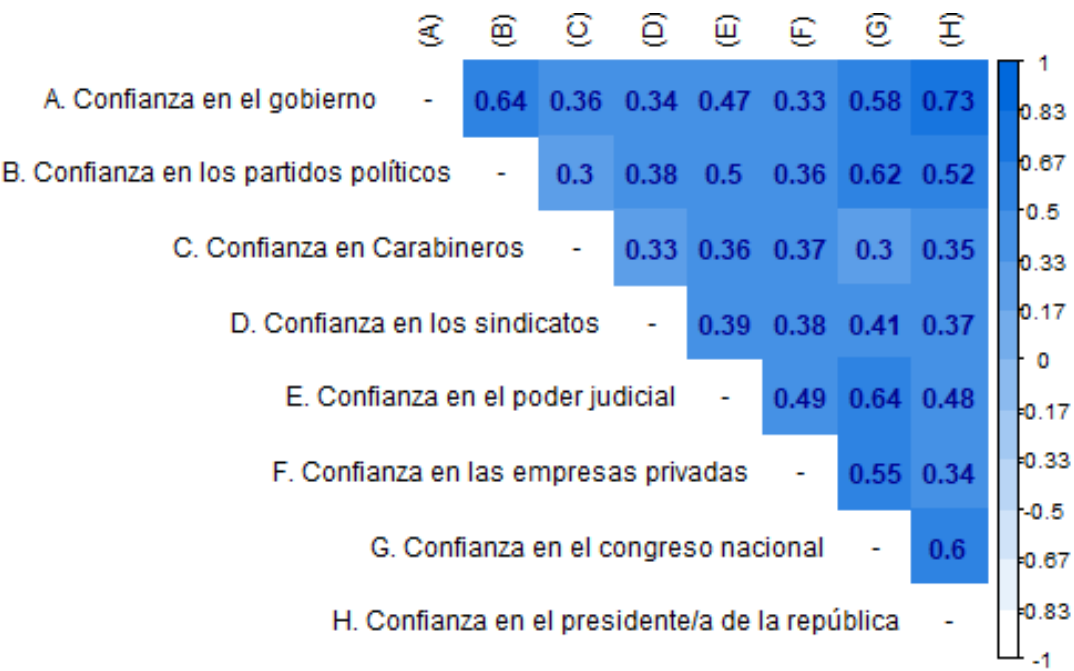 (A) (B) (C) (D) (E) (F) (G) (H)
A. Confianza en el gobierno - 0.64 0.36 0.34 0.47 0.33 0.58 0.73
B. Confianza en los partidos políticos - 0.3 0.38 0.5 0.36 0.62 0.52
C. Confianza en Carabineros - 0.33 0.36 0.37 0.3 0.35
D. Confianza en los sindicatos - 0.39 0.38 0.41 0.37
E. Confianza en el poder judicial - 0.49 0.64 0.48
F. Confianza en las empresas privadas - 0.55 0.34
G. Confianza en el congreso nacional - 0.6
H. Confianza en el presidente/a de la república -
1
0.83
0.67
0.5
0.33
0.17
0
-0.17
-0.33
-0.5
-0.67
-0.83
-1